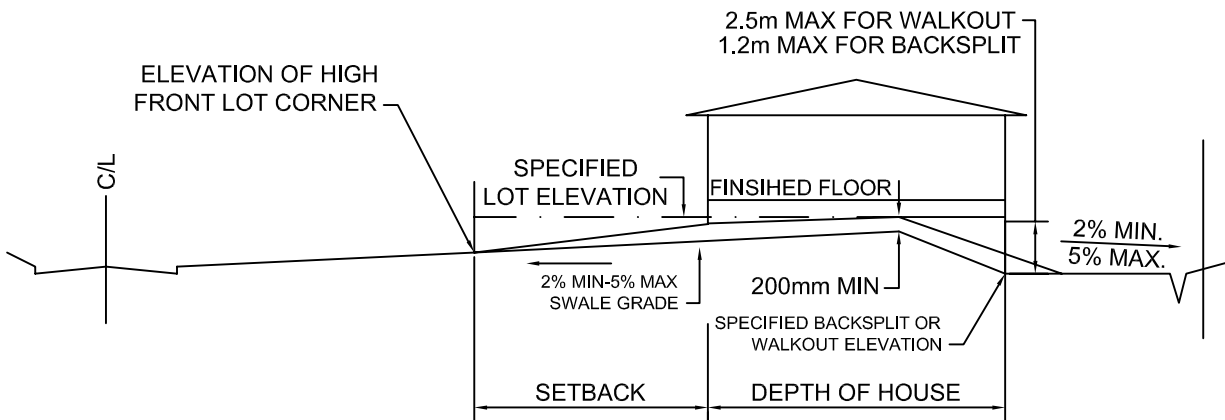 2.5m MAX FOR WALKOUT
1.2m MAX FOR BACKSPLIT
ELEVATION OF HIGH
FRONT LOT CORNER
C/L
SPECIFIED
LOT ELEVATION
FINSIHED FLOOR
2% MIN.
5% MAX.
2% MIN-5% MAX
SWALE GRADE
200mm MIN
SPECIFIED BACKSPLIT OR
WALKOUT ELEVATION
SETBACK
DEPTH OF HOUSE